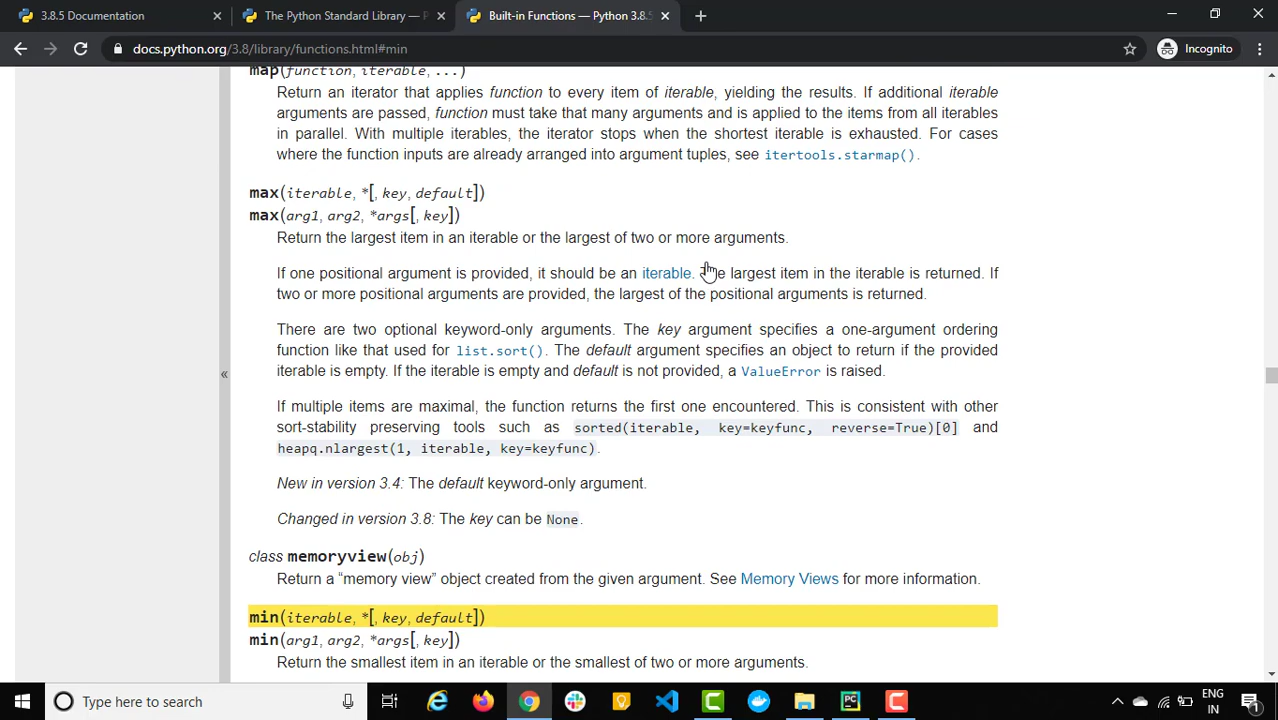 3.8.5 Documentation
The Python Standard Library —
Built-in Functions — Python 3.8.5
docs.python.org/3.8/library/functions.html#min
Incognito
map(function, iterable, ...)
Return an iterator that applies function to every item of iterable, yielding the results. If additional iterable
arguments are passed, function must take that many arguments and is applied to the items from all iterables
in parallel. With multiple iterables, the iterator stops when the shortest iterable is exhausted. For cases
where the function inputs are already arranged into argument tuples, see itertools.starmap().
max(iterable, *[, key, default])
max(arg1, arg2, *args[, key])
Return the largest item in an iterable or the largest of two or more arguments.
If one positional argument is provided, it should be an iterable. The largest item in the iterable is returned. If
two or more positional arguments are provided, the largest of the positional arguments is returned.
There are two optional keyword-only arguments. The key argument specifies a one-argument ordering
function like that used for list.sort(). The default argument specifies an object to return if the provided
iterable is empty. If the iterable is empty and default is not provided, a ValueError is raised.
If multiple items are maximal, the function returns the first one encountered. This is consistent with other
sort-stability preserving tools such as sorted(iterable, key=keyfunc, reverse=True)[0] and
heapq.nlargest(1, iterable, key=keyfunc).
New in version 3.4: The default keyword-only argument.
Changed in version 3.8: The key can be None.
class memoryview(obj)
Return a “memory view” object created from the given argument. See Memory Views for more information.
min(iterable, *[, key, default])
min(arg1, arg2, *args[, key])
Return the smallest item in an iterable or the smallest of two or more arguments.
«
Type here to search
ENG
IN
1